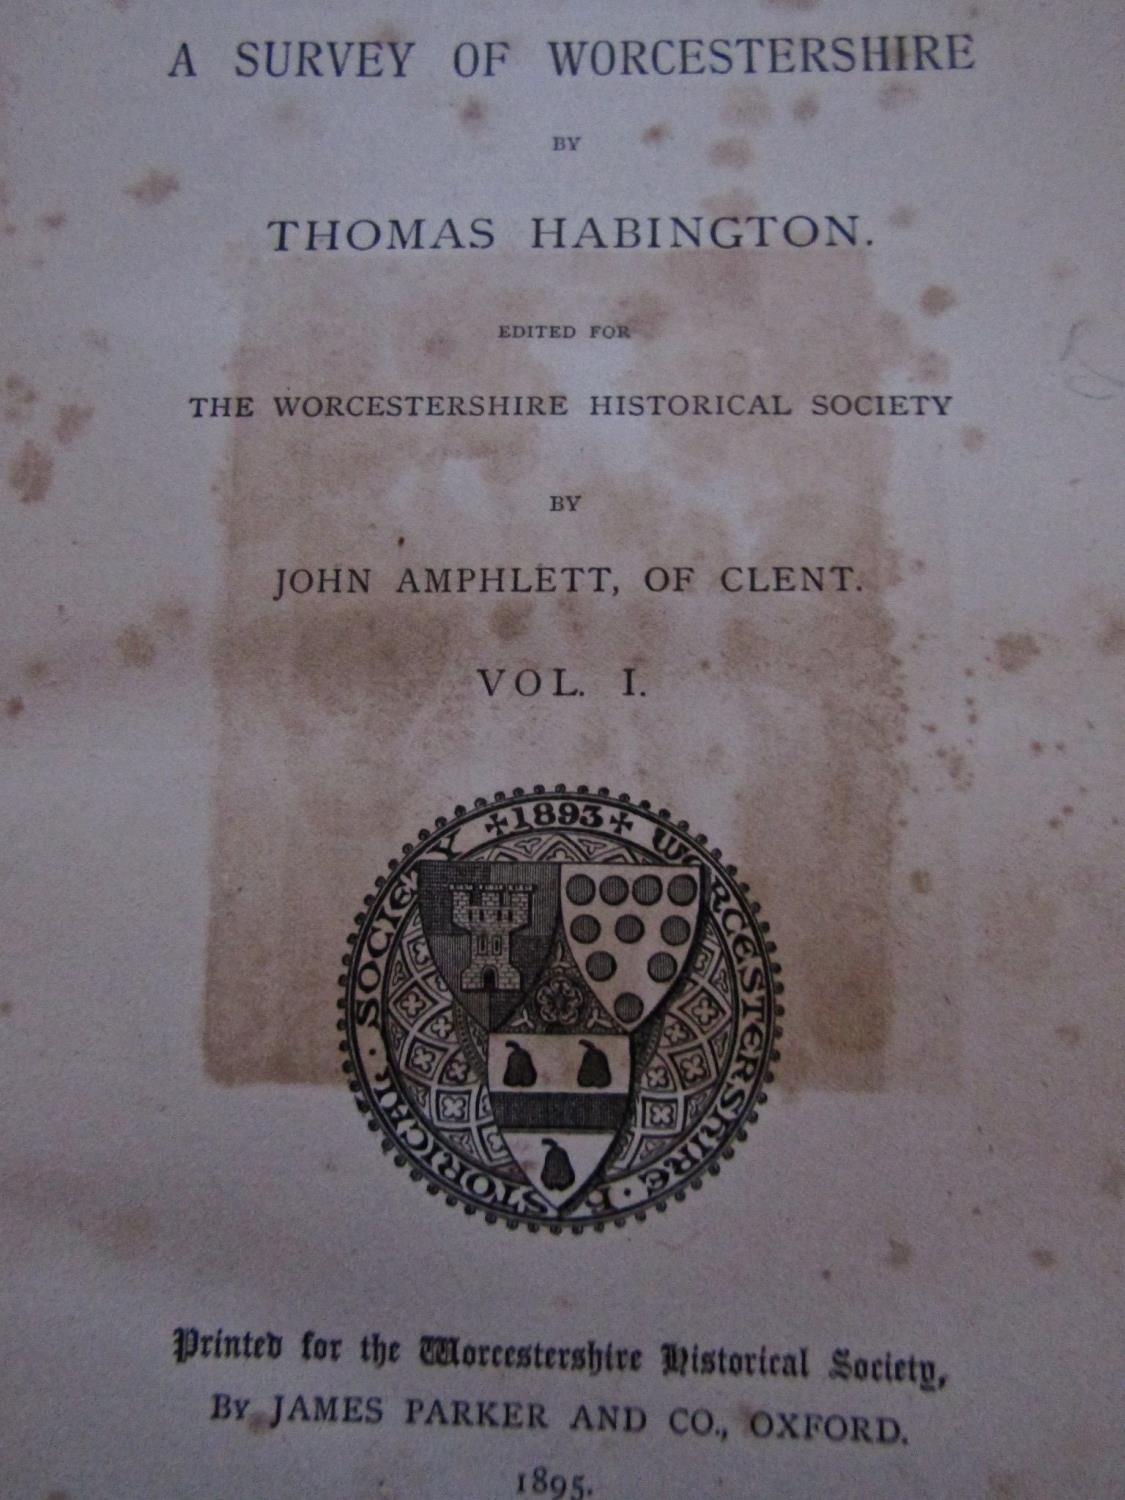 A SURVEY OF WORCESTERSHIRE
BY
THOMAS HABINGTON.
EDITED FOR
THE WORCESTERSHIRE HISTORICAL SOCIETY
BY
JOHN AMPHLETT, OF CLENT.
VOL. I.
1893
WORCESTERSHIRE · HISTORICAL · SOCIETY
Printed for the Worcestershire Historical Society,
By JAMES PARKER AND CO., OXFORD.
1895.